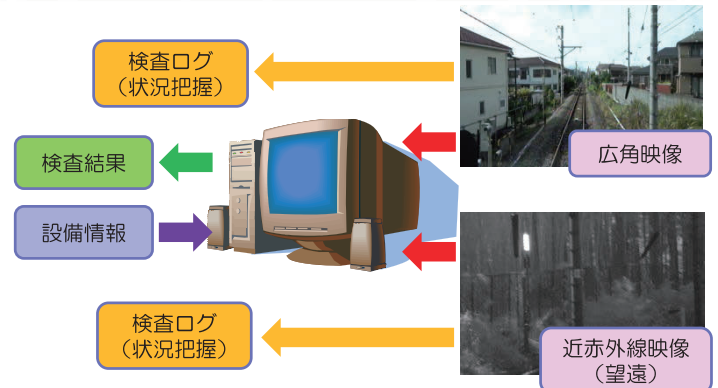 検査ログ
（状況把握）
広角映像
検査結果
設備情報
検査ログ
（状況把握）
近赤外線映像
（望遠）